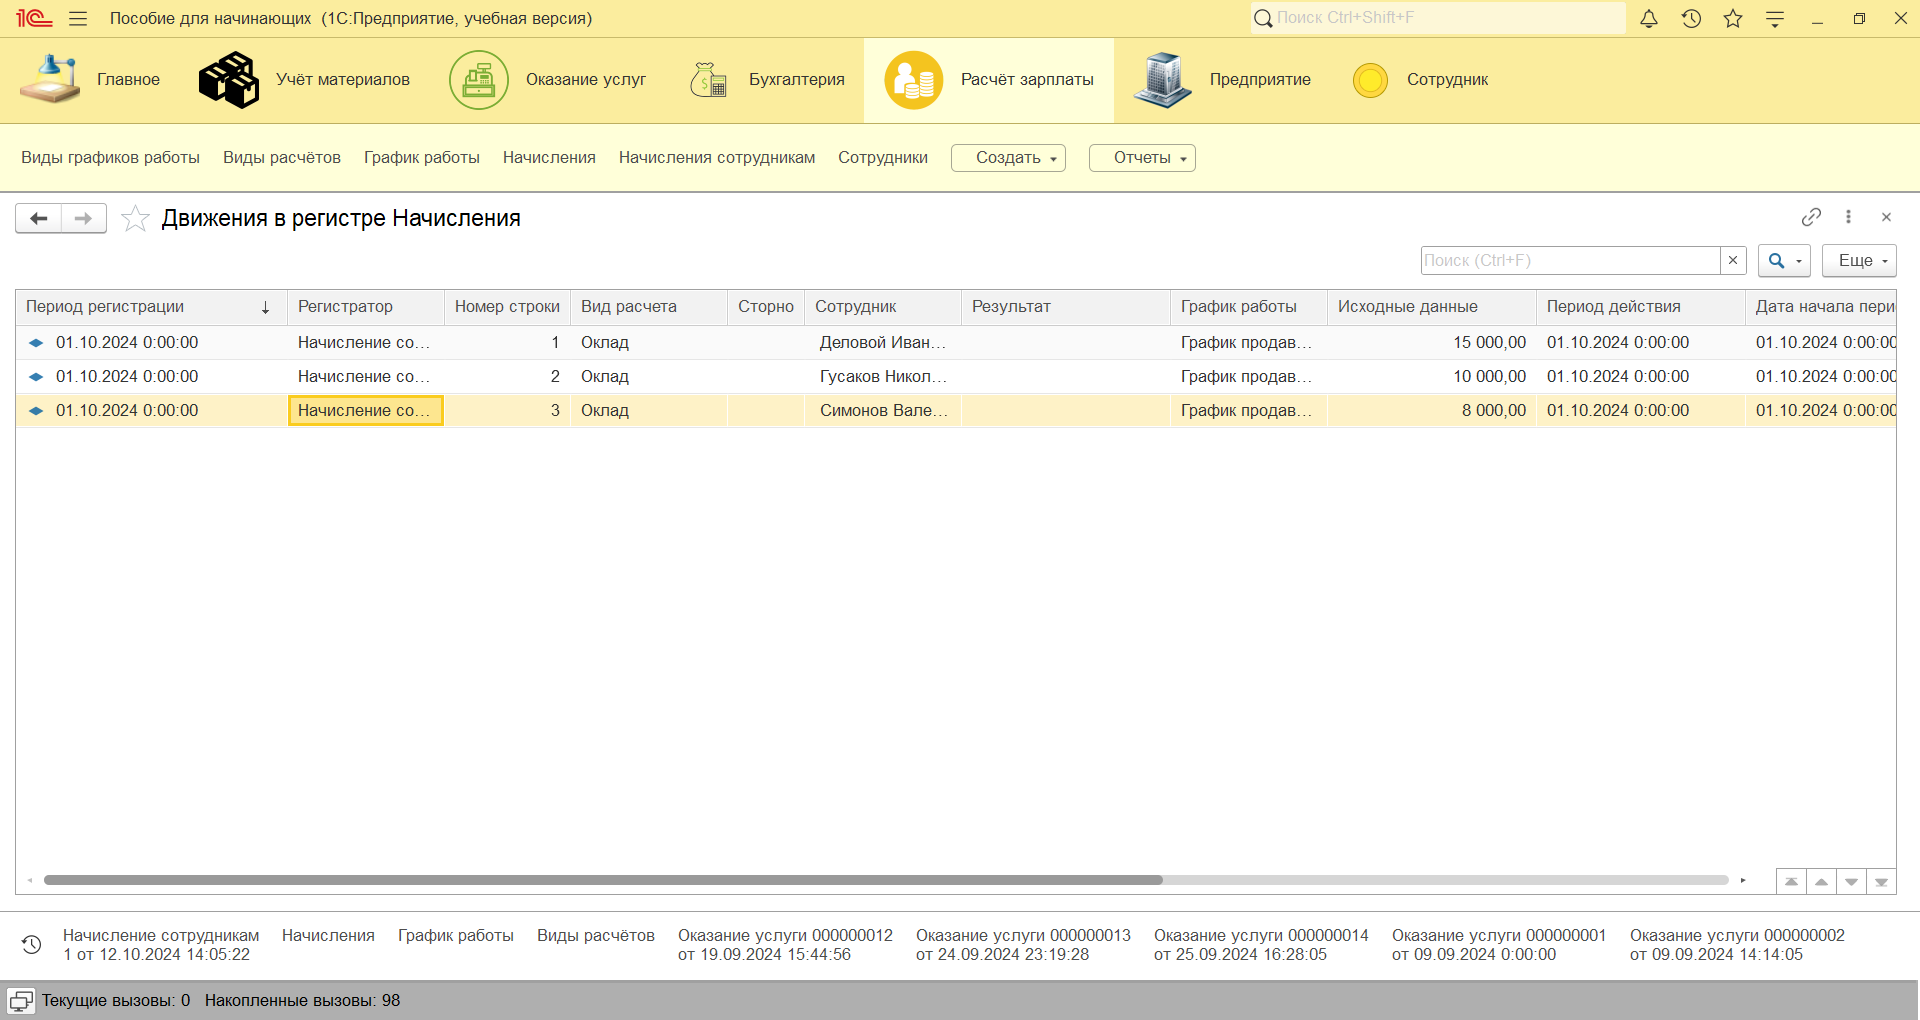 1С Пособие для начинающих (1С:Предприятие, учебная версия) Поиск Ctrl+Shift+F
Главное Учёт материалов Оказание услуг Бухгалтерия Расчёт зарплаты Предприятие Сотрудник
Виды графиков работы Виды расчётов График работы Начисления Начисления сотрудникам Сотрудники Создать Отчеты
Движения в регистре Начисления
Поиск (Ctrl+F) × Еще
Период регистрации ↓ Регистратор Номер строки Вид расчета Сторно Сотрудник Результат График работы Исходные данные Период действия Дата начала пери
01.10.2024 0:00:00 Начисление со... 1 Оклад Деловой Иван... График продав... 15 000,00 01.10.2024 0:00:00 01.10.2024 0:00:00
01.10.2024 0:00:00 Начисление со... 2 Оклад Гусаков Никол... График продав... 10 000,00 01.10.2024 0:00:00 01.10.2024 0:00:00
01.10.2024 0:00:00 Начисление со... 3 Оклад Симонов Вале... График продав... 8 000,00 01.10.2024 0:00:00 01.10.2024 0:00:00
Начисление сотрудникам Начисления График работы Виды расчётов Оказание услуги 000000012 Оказание услуги 000000013 Оказание услуги 000000014 Оказание услуги 000000001 Оказание услуги 000000002
1 от 12.10.2024 14:05:22 от 19.09.2024 15:44:56 от 24.09.2024 23:19:28 от 25.09.2024 16:28:05 от 09.09.2024 0:00:00 от 09.09.2024 14:14:05
Текущие вызовы: 0 Накопленные вызовы: 98